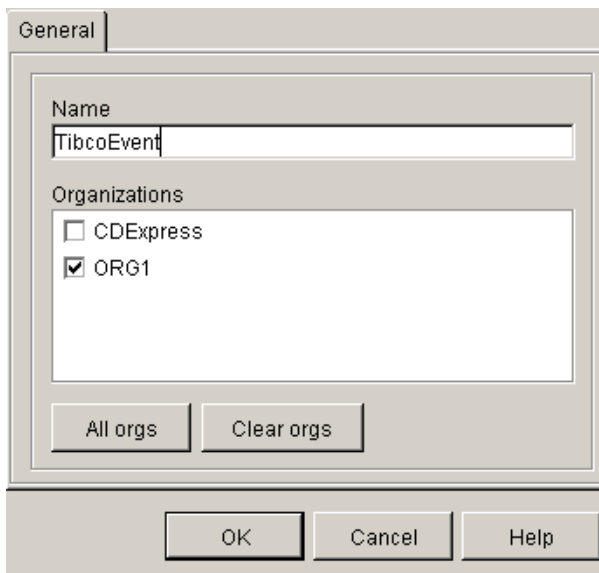 General
Name
TibcoEvent
Organizations
CDExpress
ORG1
All orgs Clear orgs
OK Cancel Help